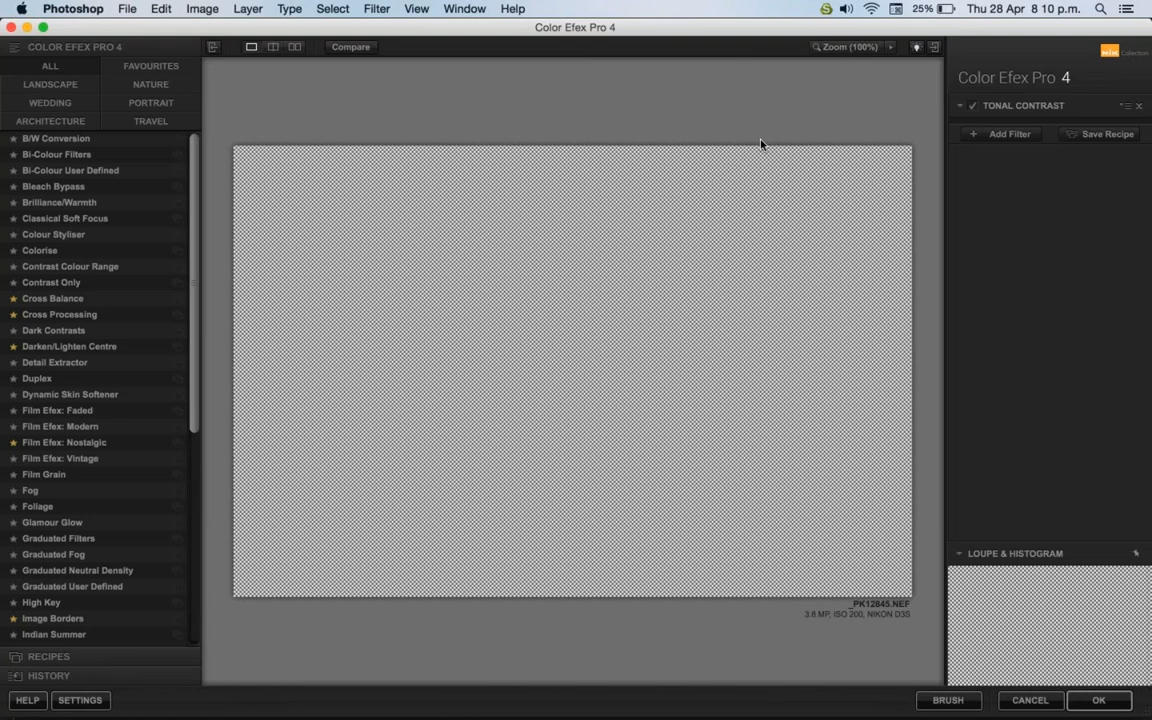 Photoshop File Edit Image Layer Type Select Filter View Window Help 25% Thu 28 Apr 8 10 p.m.
Color Efex Pro 4
COLOR EFEX PRO 4
Compare
Zoom (100%)
nik Collection
ALL FAVOURITES
LANDSCAPE NATURE
WEDDING PORTRAIT
ARCHITECTURE TRAVEL
B/W Conversion
Bi-Colour Filters
Bi-Colour User Defined
Bleach Bypass
Brilliance/Warmth
Classical Soft Focus
Colour Styliser
Colorise
Contrast Colour Range
Contrast Only
Cross Balance
Cross Processing
Dark Contrasts
Darken/Lighten Centre
Detail Extractor
Duplex
Dynamic Skin Softener
Film Efex: Faded
Film Efex: Modern
Film Efex: Nostalgic
Film Efex: Vintage
Film Grain
Fog
Foliage
Glamour Glow
Graduated Filters
Graduated Fog
Graduated Neutral Density
Graduated User Defined
High Key
Image Borders
Indian Summer
RECIPES
HISTORY
HELP SETTINGS
_PK12845.NEF
3.8 MP, ISO 200, NIKON D3S
Color Efex Pro 4
TONAL CONTRAST
Add Filter Save Recipe
LOUPE & HISTOGRAM
BRUSH CANCEL OK